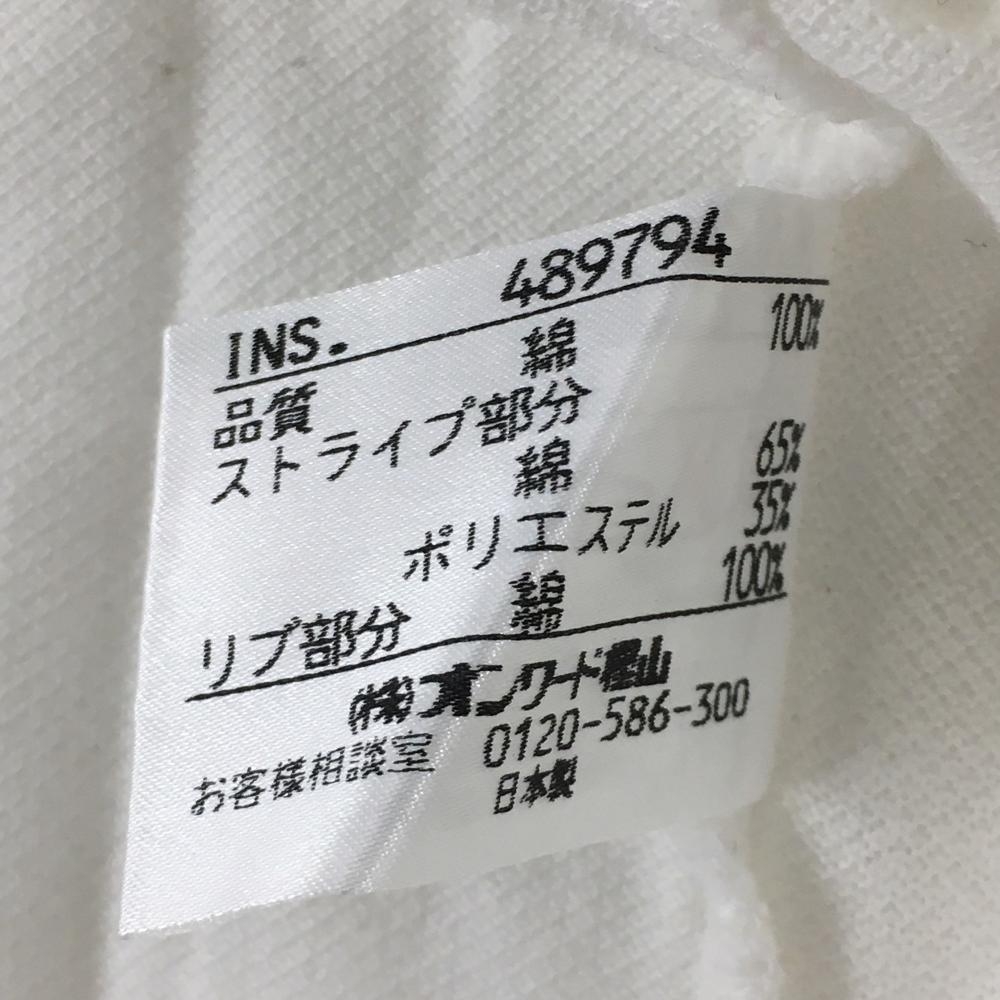 INS. 489794
品質 綿 100%
ストライプ部分
綿 65%
ポリエステル 35%
リブ部分 綿 100%
(株)オンワード樫山
お客様相談室 0120-586-300
日本製